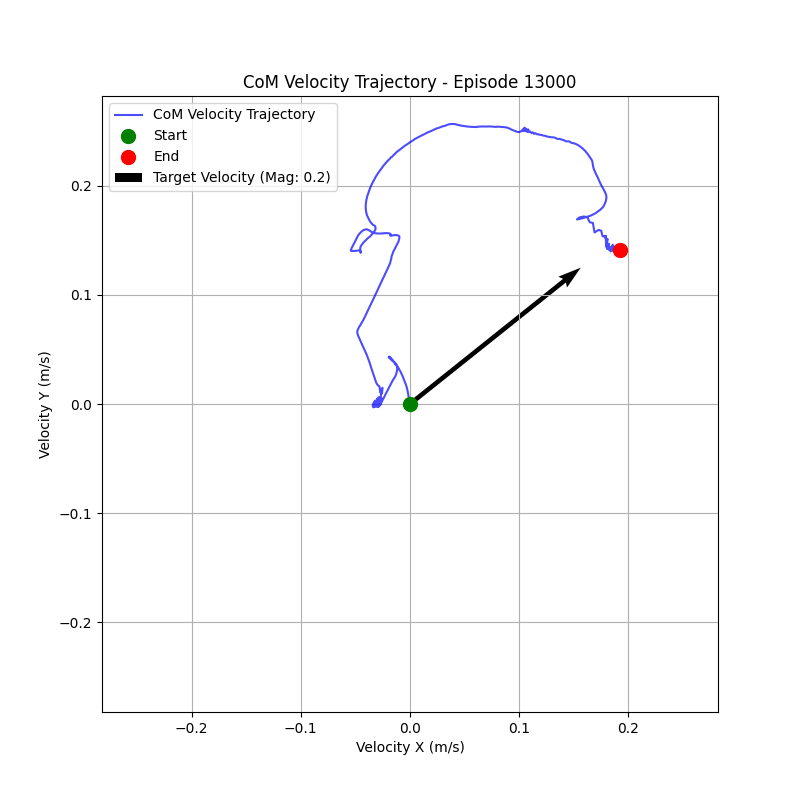 CoM Velocity Trajectory - Episode 13000
CoM Velocity Trajectory
Start
End
Target Velocity (Mag: 0.2)
0.2
0.1
0.0
−0.1
−0.2
Velocity Y (m/s)
−0.2 −0.1 0.0 0.1 0.2
Velocity X (m/s)